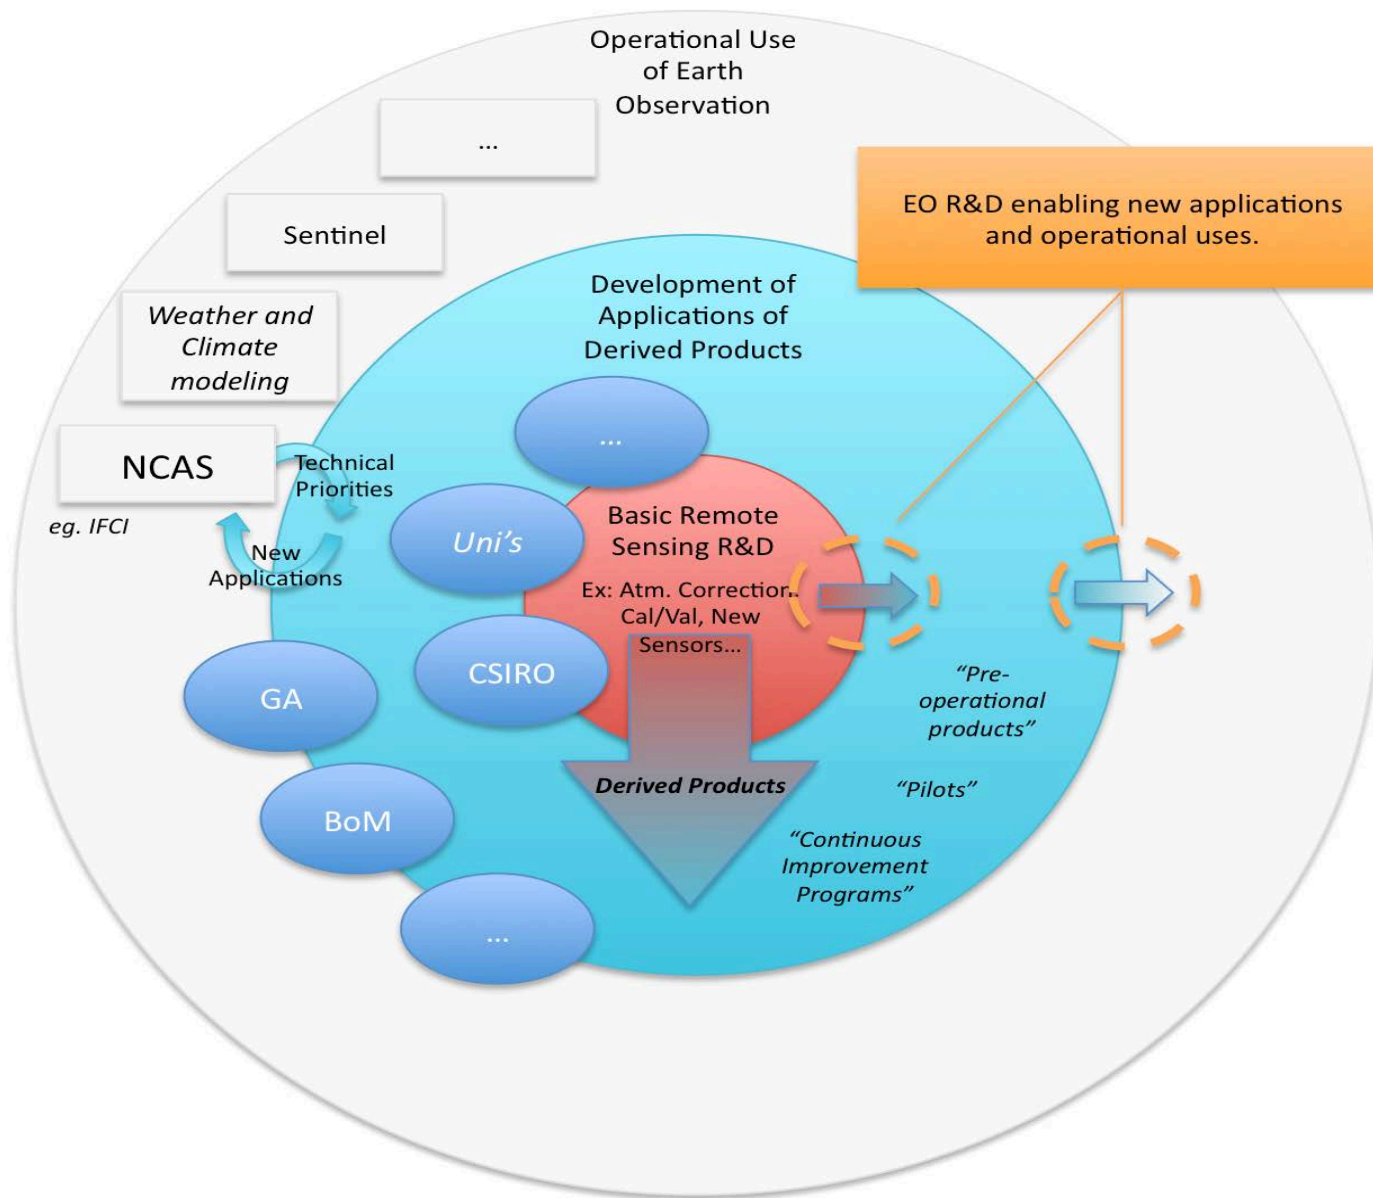 Operational Use
of Earth
Observation
...
Sentinel
EO R&D enabling new applications
and operational uses.
Development of
Applications of
Derived Products
Weather and
Climate
modeling
...
NCAS
Technical
Priorities
eg. IFCI
New
Applications
Uni's
Basic Remote
Sensing R&D
Ex: Atm. Correction.
Cal/Val, New
Sensors...
CSIRO
GA
"Pre-
operational
products"
Derived Products
"Pilots"
BoM
"Continuous
Improvement
Programs"
...